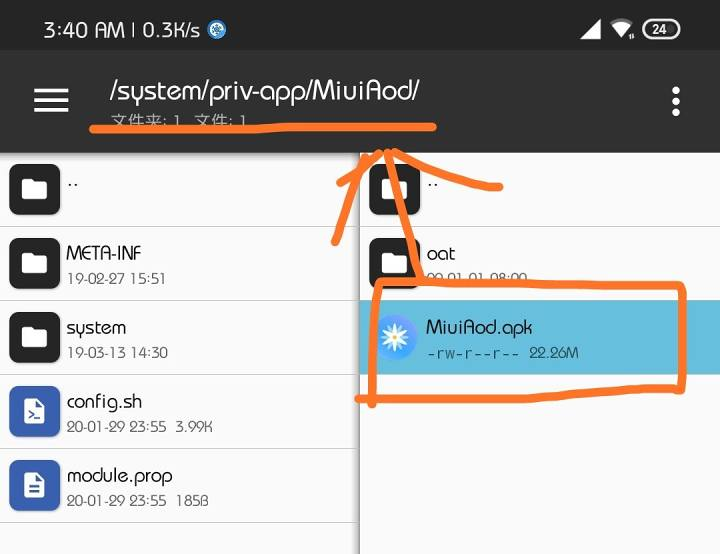 3:40 AM | 0.3K/s
24
/system/priv-app/MiuiAod/
文件夹: 1 文件: 1
..
META-INF
19-02-27 15:51
system
19-03-13 14:30
config.sh
20-01-29 23:55 3.99K
module.prop
20-01-29 23:55 185B
..
oat
MiuiAod.apk
-rw-r--r-- 22.26M